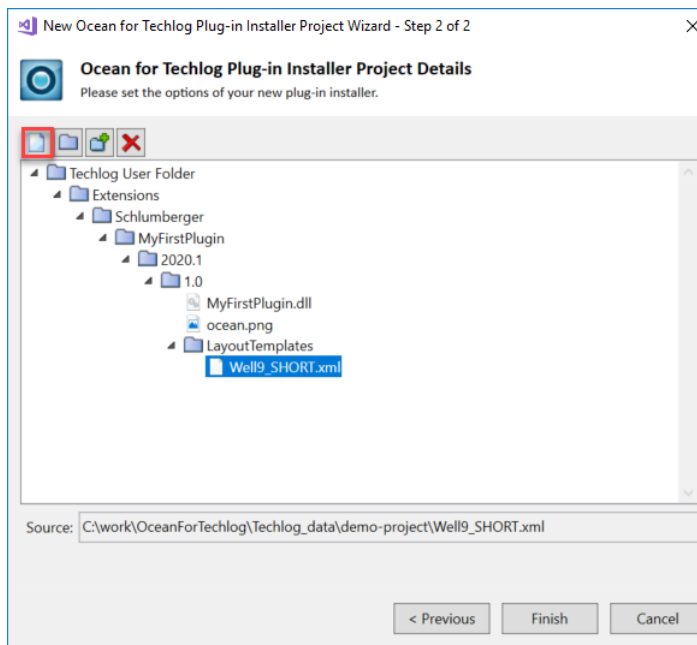 New Ocean for Techlog Plug-in Installer Project Wizard - Step 2 of 2
Ocean for Techlog Plug-in Installer Project Details
Please set the options of your new plug-in installer.
Techlog User Folder
Extensions
Schlumberger
MyFirstPlugin
2020.1
1.0
MyFirstPlugin.dll
ocean.png
LayoutTemplates
Well9_SHORT.xml
Source: C:\work\OceanForTechlog\Techlog_data\demo-project\Well9_SHORT.xml
< Previous Finish Cancel